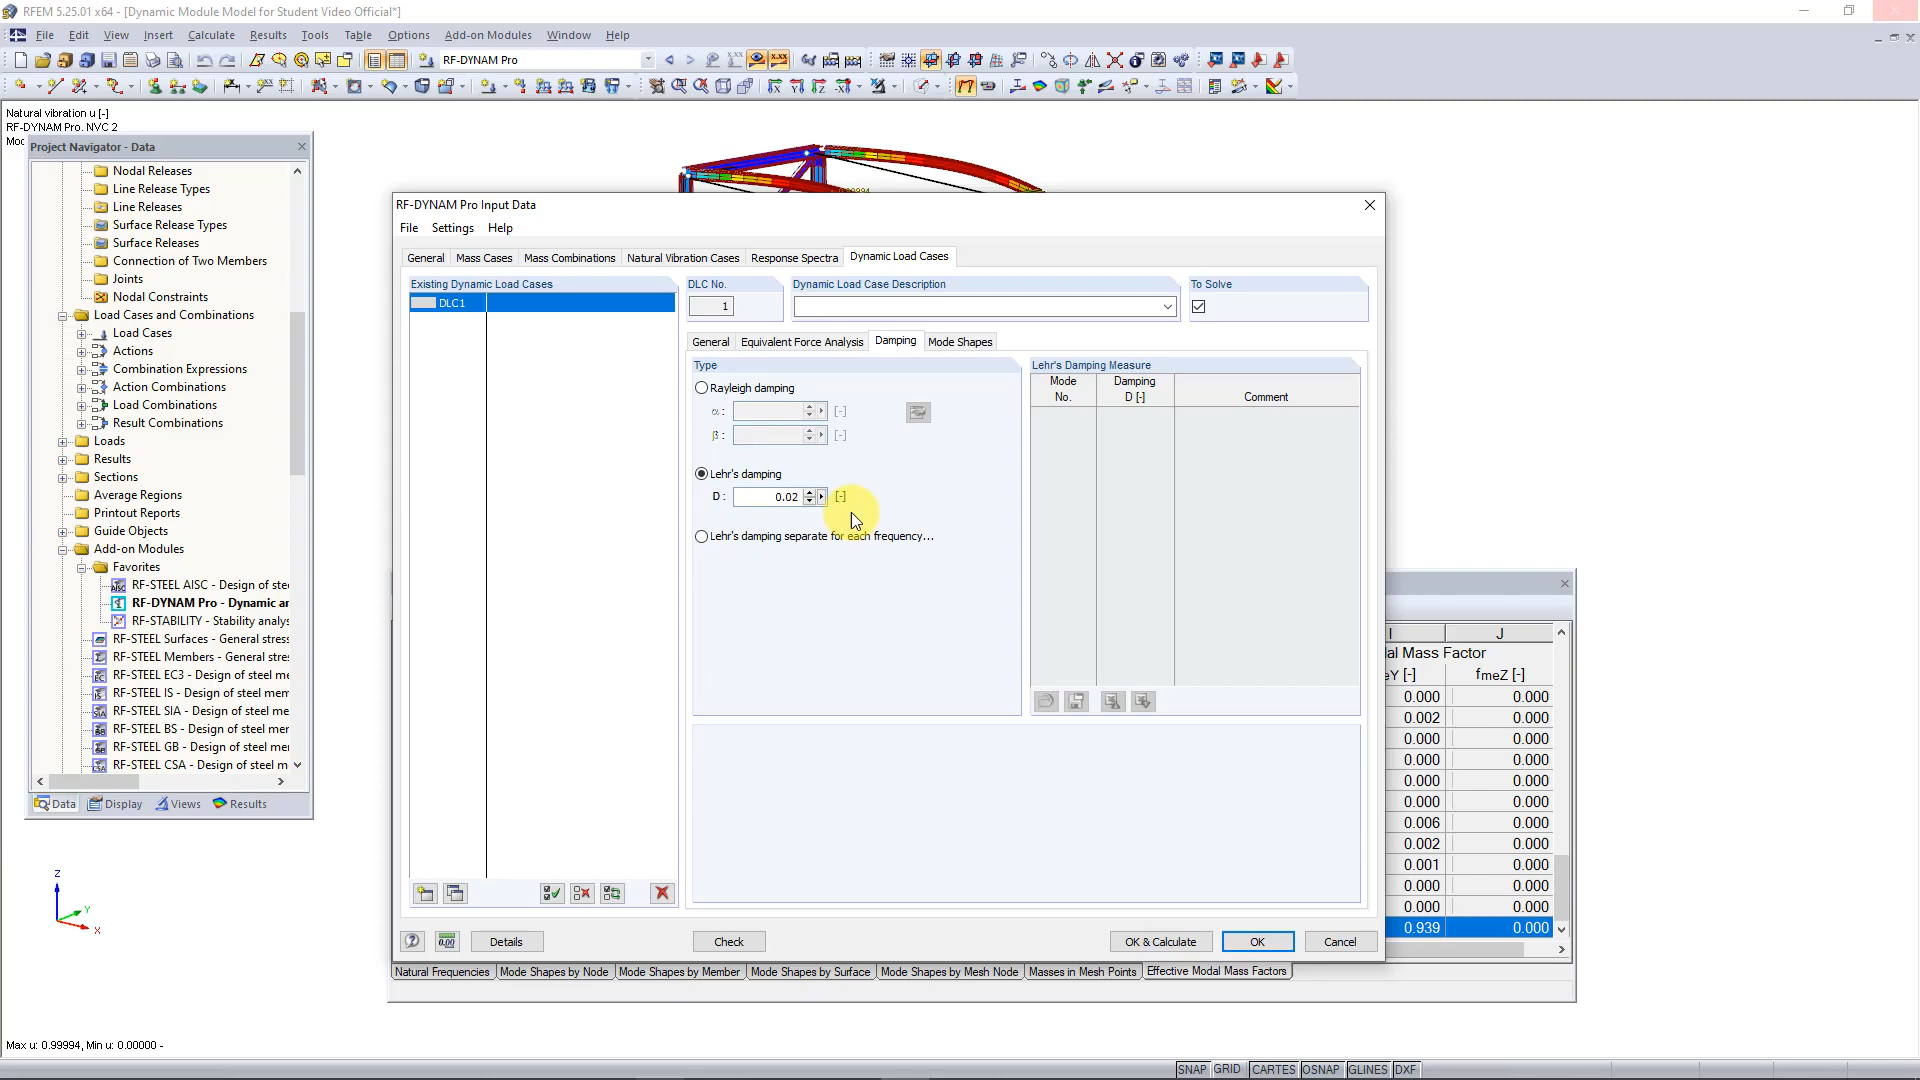 RFEM 5.25.01 x64 - [Dynamic Module Model for Student Video Official*]
File Edit View Insert Calculate Results Tools Table Options Add-on Modules Window Help
RF-DYNAM Pro
Natural vibration u [-]
RF-DYNAM Pro. NVC 2
Project Navigator - Data
Nodal Releases
Line Release Types
Line Releases
Surface Release Types
Surface Releases
Connection of Two Members
Joints
Nodal Constraints
Load Cases and Combinations
Load Cases
Actions
Combination Expressions
Action Combinations
Load Combinations
Result Combinations
Loads
Results
Sections
Average Regions
Printout Reports
Guide Objects
Add-on Modules
Favorites
RF-STEEL AISC - Design of ste
RF-DYNAM Pro - Dynamic an
RF-STABILITY - Stability analys
RF-STEEL Surfaces - General stress
RF-STEEL Members - General stres
RF-STEEL EC3 - Design of steel mem
RF-STEEL IS - Design of steel mem
RF-STEEL SIA - Design of steel mem
RF-STEEL BS - Design of steel mem
RF-STEEL GB - Design of steel mem
RF-STEEL CSA - Design of steel m
Data Display Views Results
Z
Y
X
Max u: 0.99994, Min u: 0.00000 -
RF-DYNAM Pro Input Data
File Settings Help
General Mass Cases Mass Combinations Natural Vibration Cases Response Spectra Dynamic Load Cases
Existing Dynamic Load Cases
DLC1
DLC No.
1
Dynamic Load Case Description
To Solve
General Equivalent Force Analysis Damping Mode Shapes
Type
Rayleigh damping
α : [-]
β : [-]
Lehr's damping
D : 0.02 [-]
Lehr's damping separate for each frequency...
Lehr's Damping Measure
Mode No.
Damping D [-]
Comment
Details Check OK & Calculate OK Cancel
J
al Mass Factor
eY [-] fmeZ [-]
0.000 0.000
0.002 0.000
0.000 0.000
0.000 0.000
0.000 0.000
0.000 0.000
0.006 0.000
0.002 0.000
0.001 0.000
0.000 0.000
0.000 0.000
0.939 0.000
Natural Frequencies Mode Shapes by Node Mode Shapes by Member Mode Shapes by Surface Mode Shapes by Mesh Node Masses in Mesh Points Effective Modal Mass Factors
SNAP GRID CARTES OSNAP GLINES DXF